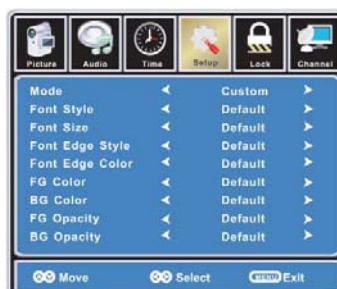 Picture Audio Time Setup Lock Channel
Mode Custom
Font Style Default
Font Size Default
Font Edge Style Default
Font Edge Color Default
FG Color Default
BG Color Default
FG Opacity Default
BG Opacity Default
Move Select MENU Exit